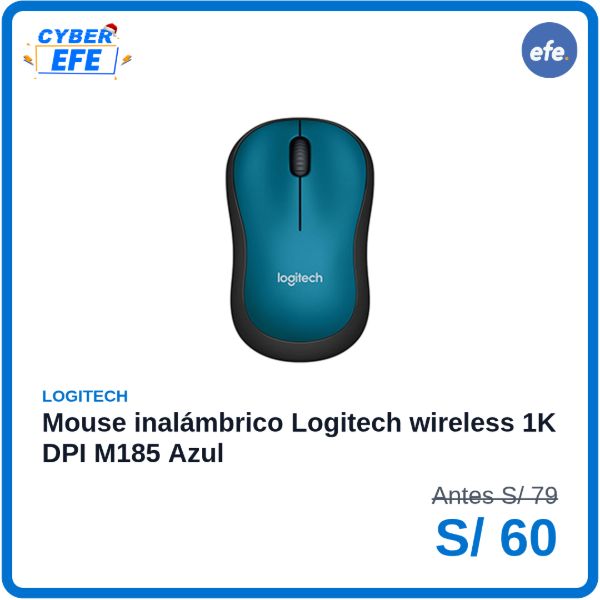 CYBER
EFE
efe.
logitech
LOGITECH
Mouse inalámbrico Logitech wireless 1K
DPI M185 Azul
Antes S/ 79
S/ 60